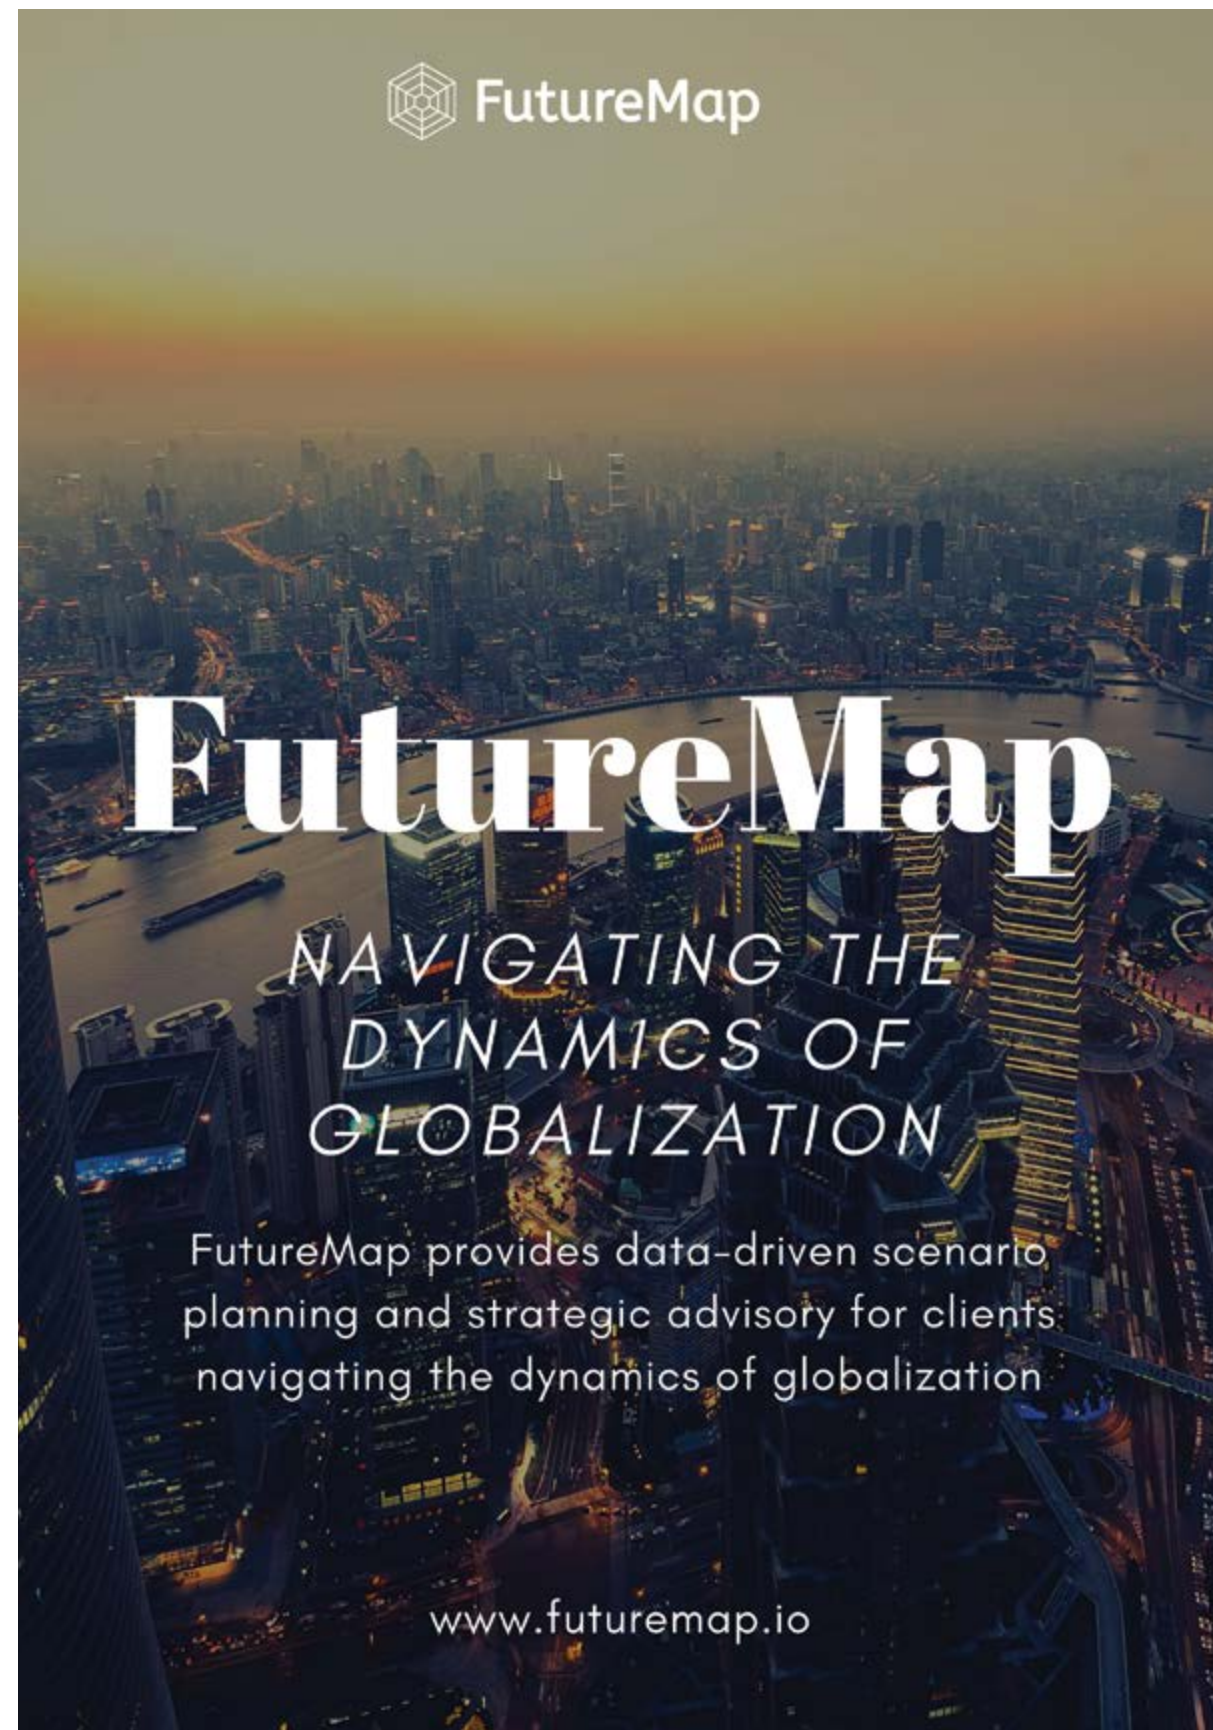 FutureMap
FutureMap
NAVIGATING THE
DYNAMICS OF
GLOBALIZATION
FutureMap provides data-driven scenario
planning and strategic advisory for clients
navigating the dynamics of globalization
www.futuremap.io